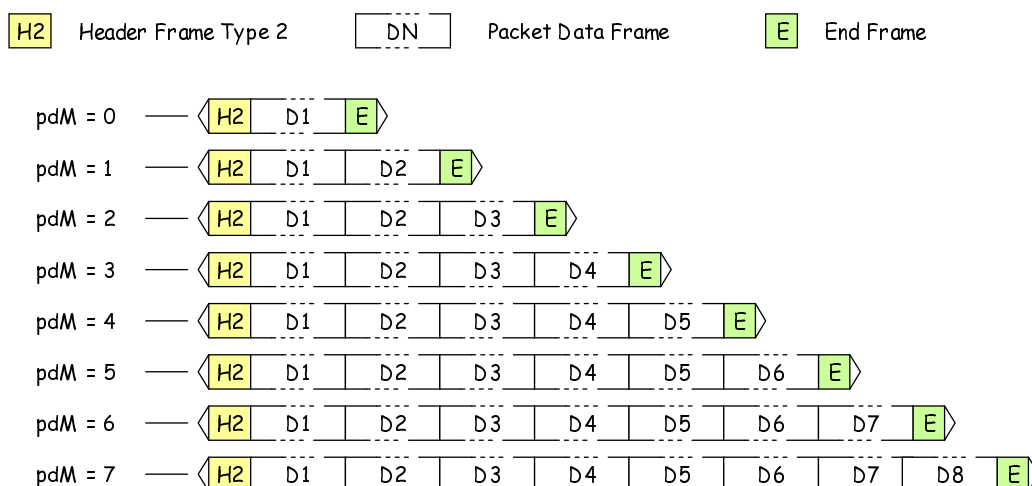 H2 Header Frame Type 2 DN Packet Data Frame E End Frame
pdM = 0 H2 D1 E
pdM = 1 H2 D1 D2 E
pdM = 2 H2 D1 D2 D3 E
pdM = 3 H2 D1 D2 D3 D4 E
pdM = 4 H2 D1 D2 D3 D4 D5 E
pdM = 5 H2 D1 D2 D3 D4 D5 D6 E
pdM = 6 H2 D1 D2 D3 D4 D5 D6 D7 E
pdM = 7 H2 D1 D2 D3 D4 D5 D6 D7 D8 E